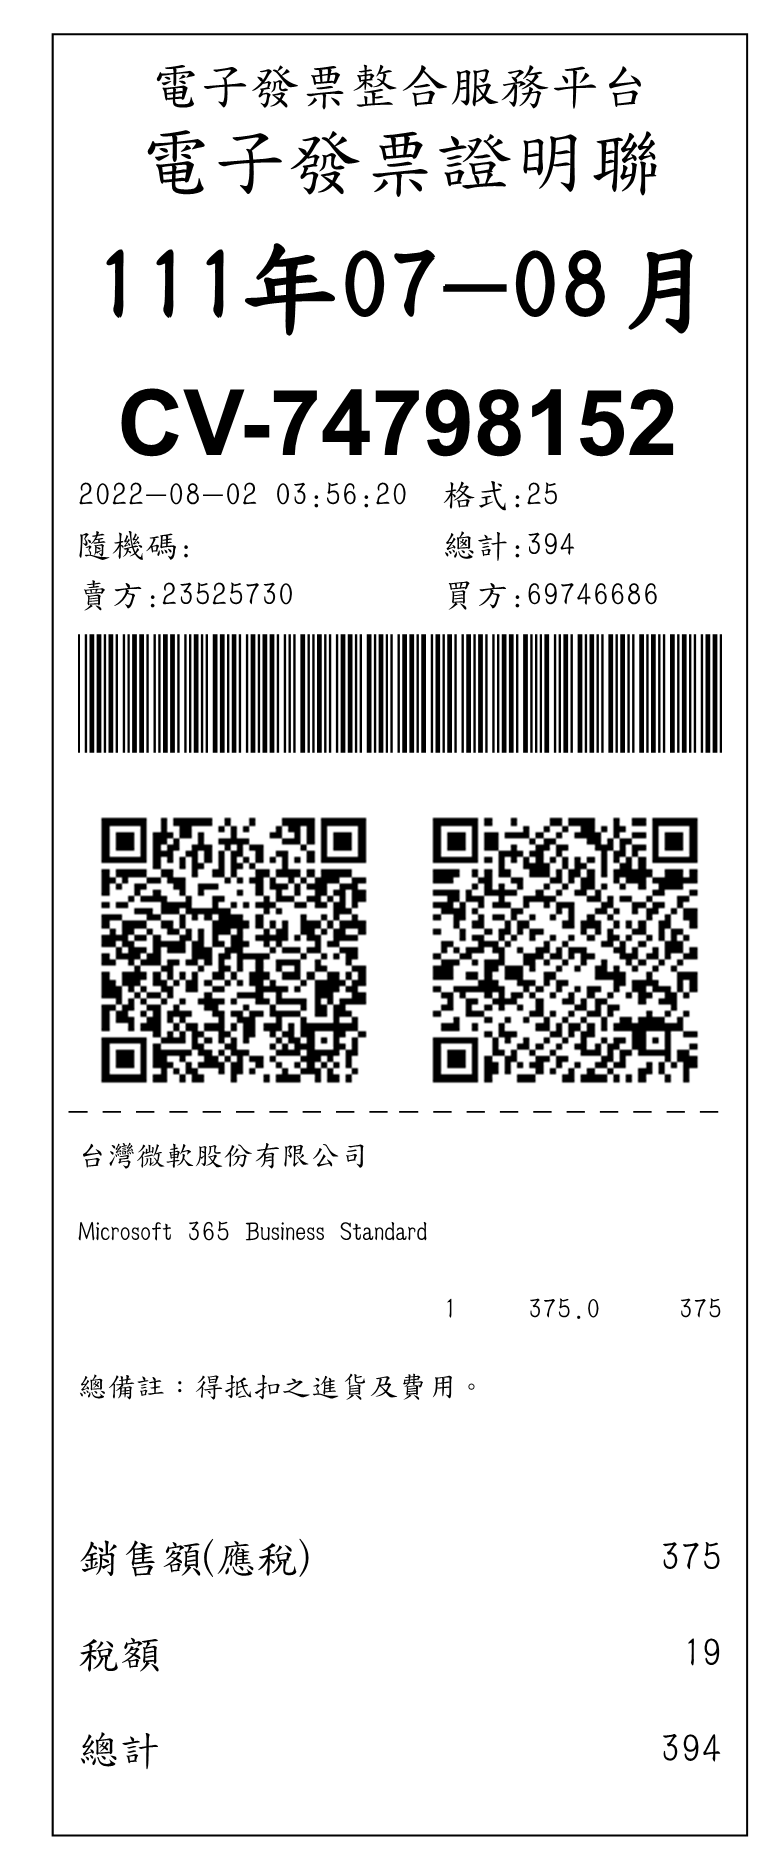 電子發票整合服務平台
電子發票證明聯
111年07-08月
CV-74798152
2022-08-02 03:56:20 格式:25
隨機碼: 總計:394
賣方:23525730 買方:69746686
台灣微軟股份有限公司
Microsoft 365 Business Standard
1 375.0 375
總備註：得抵扣之進貨及費用。
銷售額(應稅) 375
稅額 19
總計 394